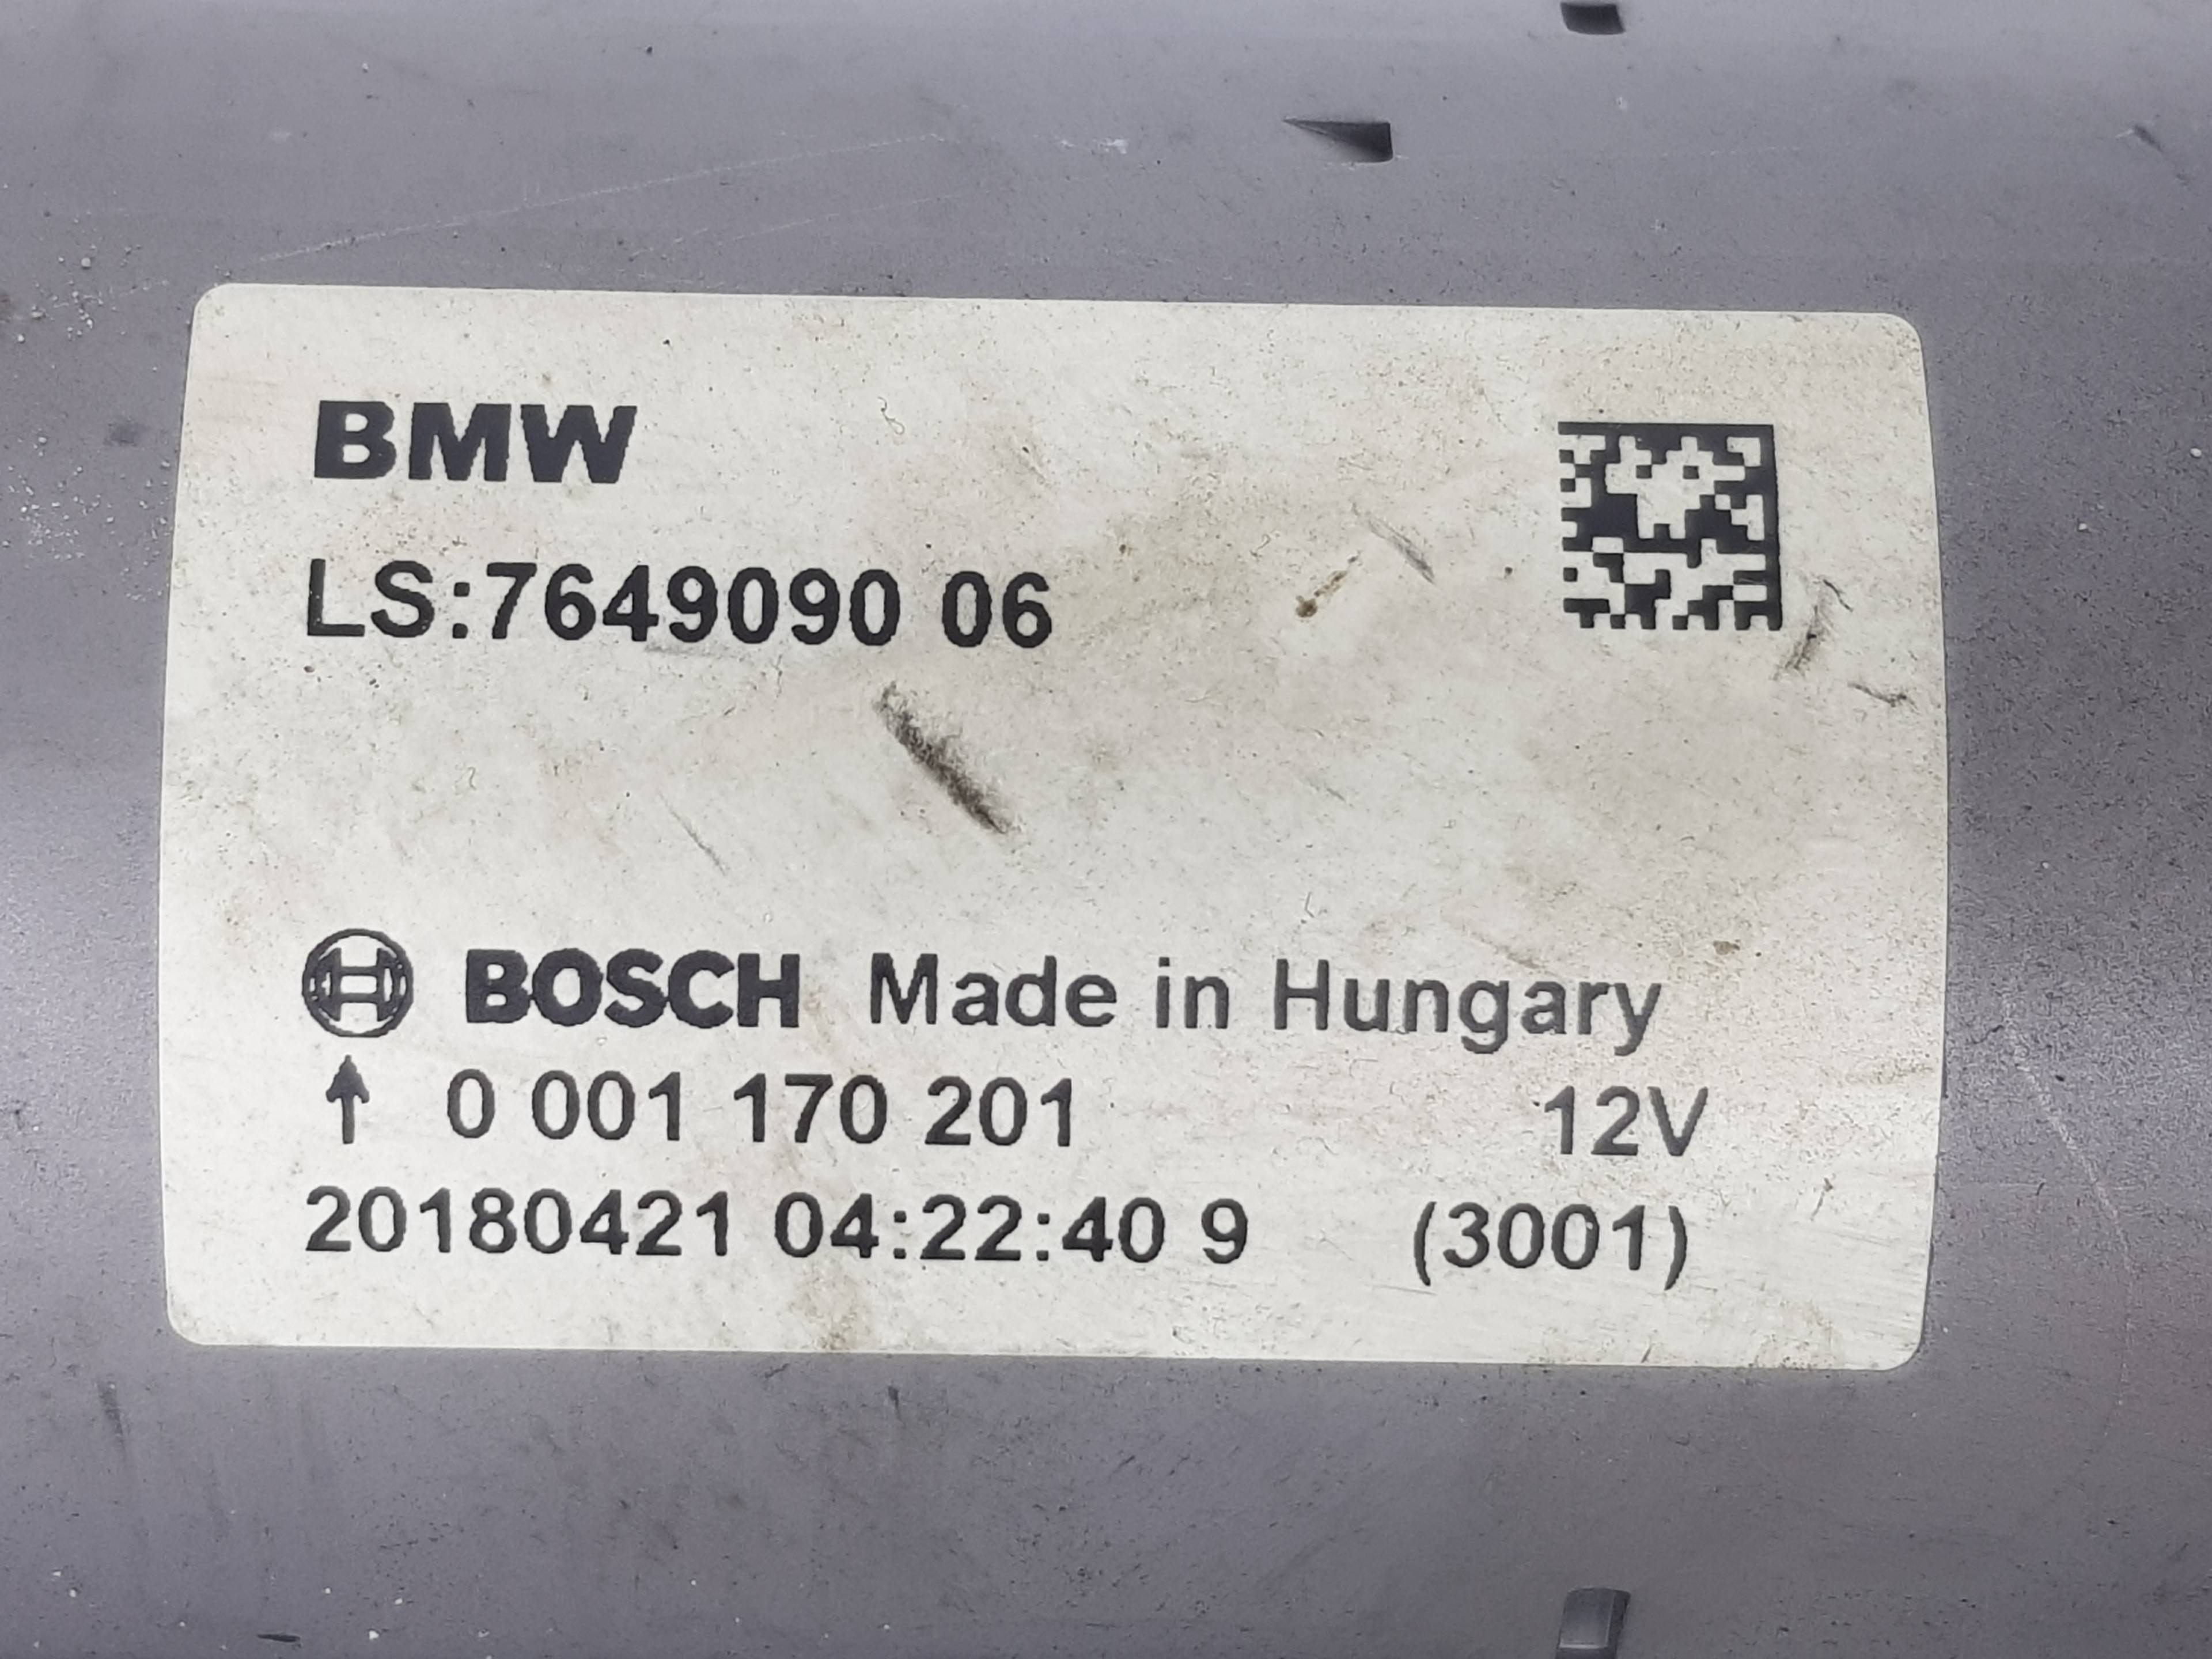 BMW
LS:7649090 06
BOSCH Made in Hungary
↑ 0 001 170 201 12V
20180421 04:22:40 9 (3001)